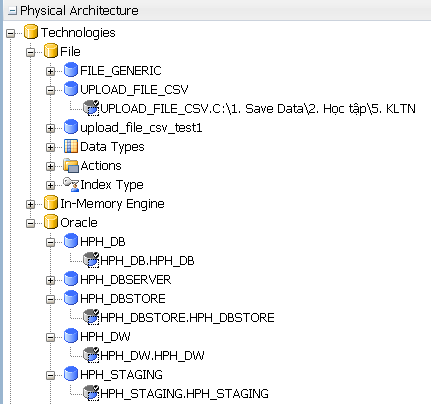 Physical Architecture
Technologies
File
FILE_GENERIC
UPLOAD_FILE_CSV
UPLOAD_FILE_CSV.C:\1. Save Data\2. Học tập\5. KLTN
upload_file_csv_test1
Data Types
Actions
Index Type
In-Memory Engine
Oracle
HPH_DB
HPH_DB.HPH_DB
HPH_DBSERVER
HPH_DBSTORE
HPH_DBSTORE.HPH_DBSTORE
HPH_DW
HPH_DW.HPH_DW
HPH_STAGING
HPH_STAGING.HPH_STAGING